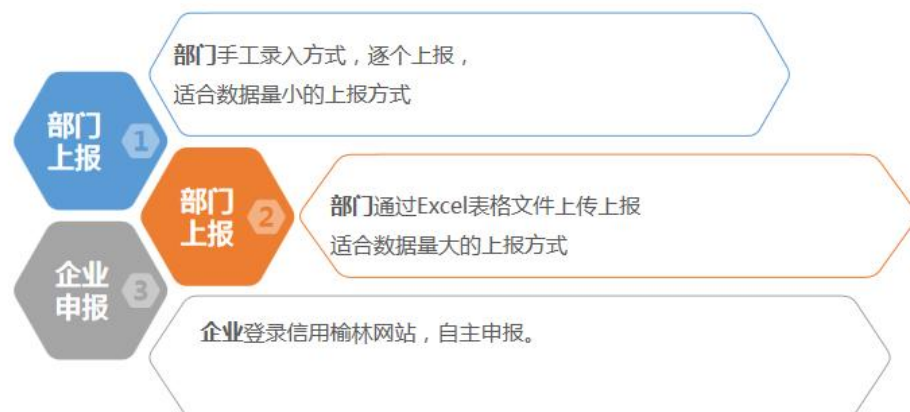 部门
上报
1
部门手工录入方式，逐个上报，
适合数据量小的上报方式
部门
上报
2
部门通过Excel表格文件上传上报
适合数据量大的上报方式
企业
申报
3
企业登录信用榆林网站，自主申报。